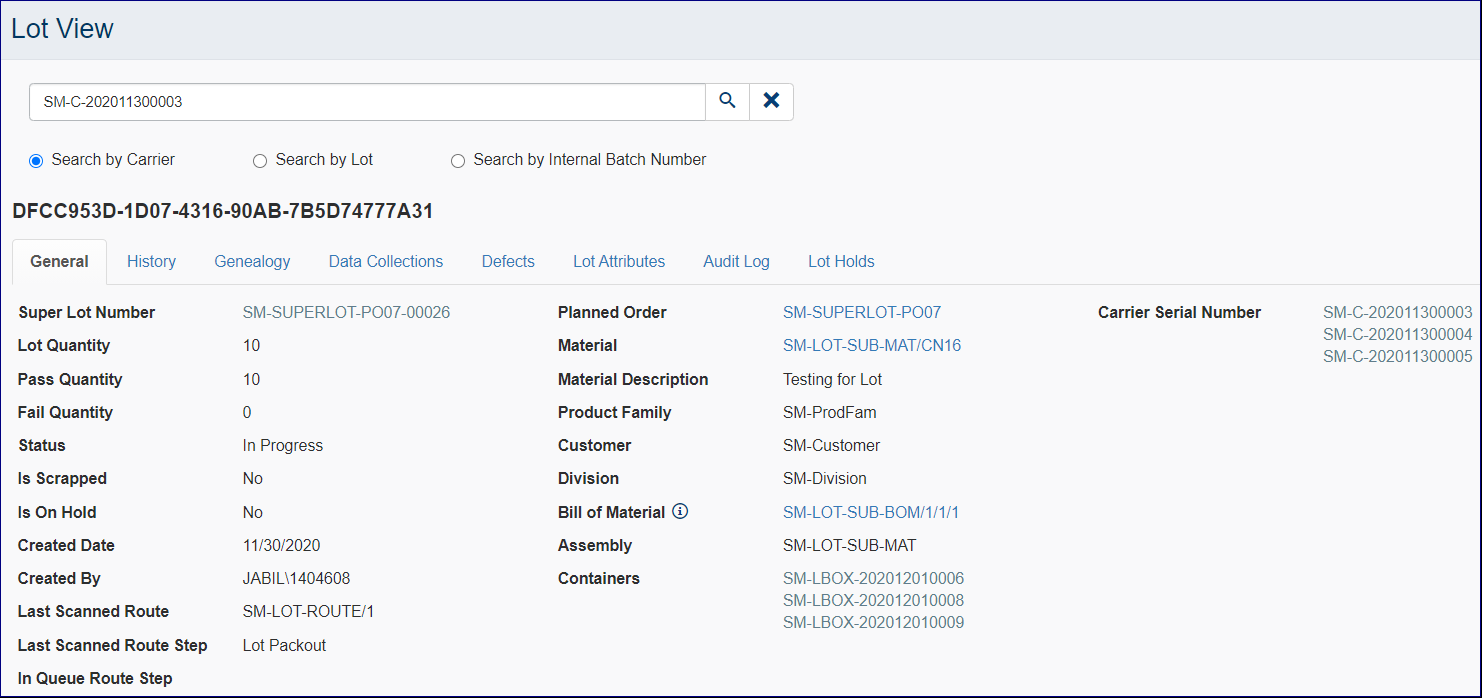 Lot View
SM-C-202011300003
Search by Carrier Search by Lot Search by Internal Batch Number
DFCC953D-1D07-4316-90AB-7B5D74777A31
General History Genealogy Data Collections Defects Lot Attributes Audit Log Lot Holds
Super Lot Number SM-SUPERLOT-PO07-00026 Planned Order SM-SUPERLOT-PO07 Carrier Serial Number SM-C-202011300003
SM-C-202011300004
Lot Quantity 10 Material SM-LOT-SUB-MAT/CN16
SM-C-202011300005
Pass Quantity 10 Material Description Testing for Lot
Fail Quantity 0 Product Family SM-ProdFam
Status In Progress Customer SM-Customer
Is Scrapped No Division SM-Division
Is On Hold No Bill of Material SM-LOT-SUB-BOM/1/1/1
Created Date 11/30/2020 Assembly SM-LOT-SUB-MAT
Created By JABIL\1404608 Containers SM-LBOX-202012010006
SM-LBOX-202012010008
Last Scanned Route SM-LOT-ROUTE/1
SM-LBOX-202012010009
Last Scanned Route Step Lot Packout
In Queue Route Step